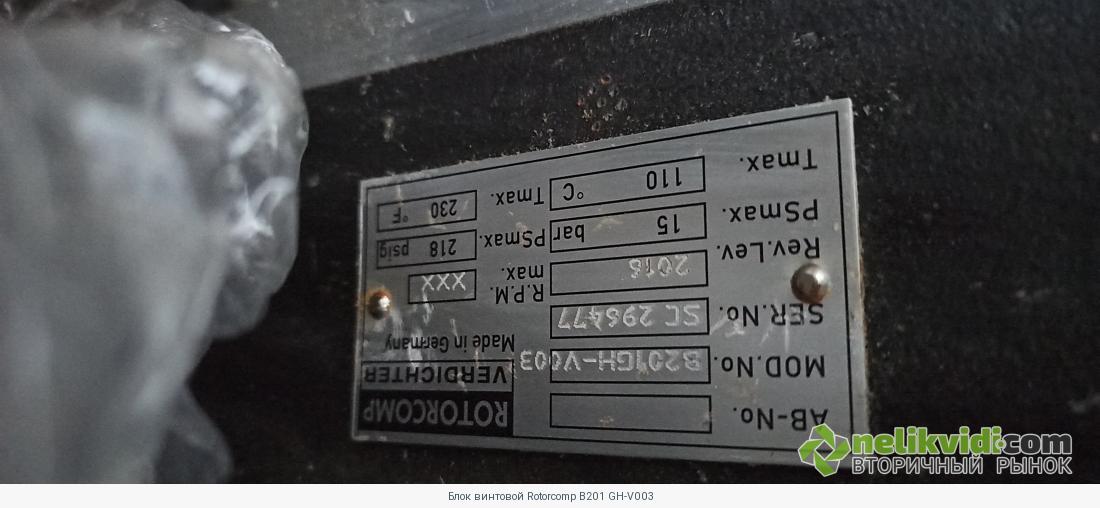 AB-No.
ROTORCOMP
VERDICHTER
MOD.No. B201GH-V003
Made in Germany
SER.No. SC 296477
Rev.Lev. 2016
R.P.M. max. XXX
PSmax. 15 bar PSmax. 218 psig
Tmax. 110 °C Tmax. 230 °F
nelikvidi.com
ВТОРИЧНЫЙ РЫНОК
Блок винтовой Rotorcomp B201 GH-V003